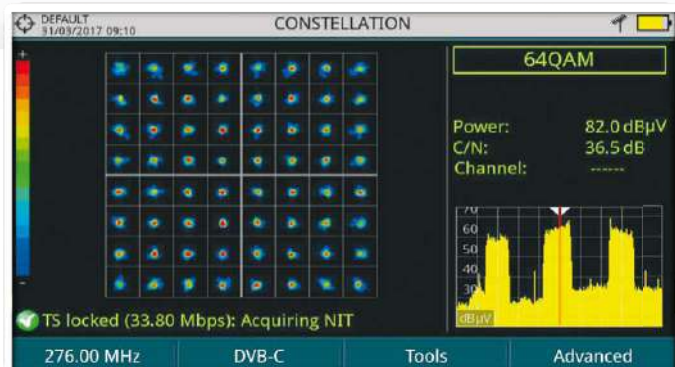 DEFAULT
31/03/2017 09:10
CONSTELLATION
+
-
64QAM
Power: 82.0 dBµV
C/N: 36.5 dB
Channel: ------
70
60
50
40
30
dBµV
TS locked (33.80 Mbps): Acquiring NIT
276.00 MHz DVB-C Tools Advanced